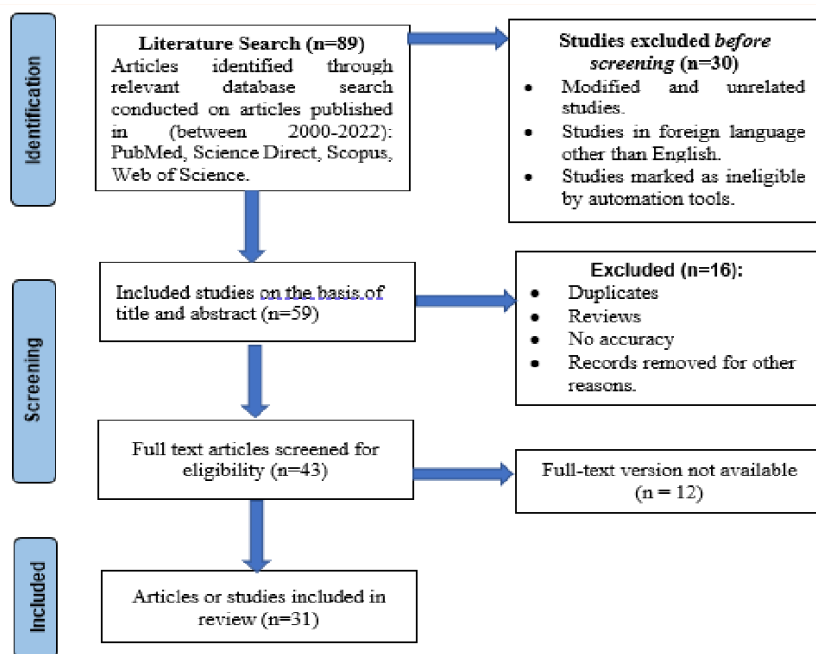 Identification
Literature Search (n=89)
Articles identified through
relevant database search
conducted on articles published
in (between 2000-2022):
PubMed, Science Direct, Scopus,
Web of Science.
Studies excluded before
screening (n=30)
• Modified and unrelated
studies.
• Studies in foreign language
other than English.
• Studies marked as ineligible
by automation tools.
Screening
Included studies on the basis of
title and abstract (n=59)
Excluded (n=16):
• Duplicates
• Reviews
• No accuracy
• Records removed for other
reasons.
Full text articles screened for
eligibility (n=43)
Full-text version not available
(n = 12)
Included
Articles or studies included in
review (n=31)